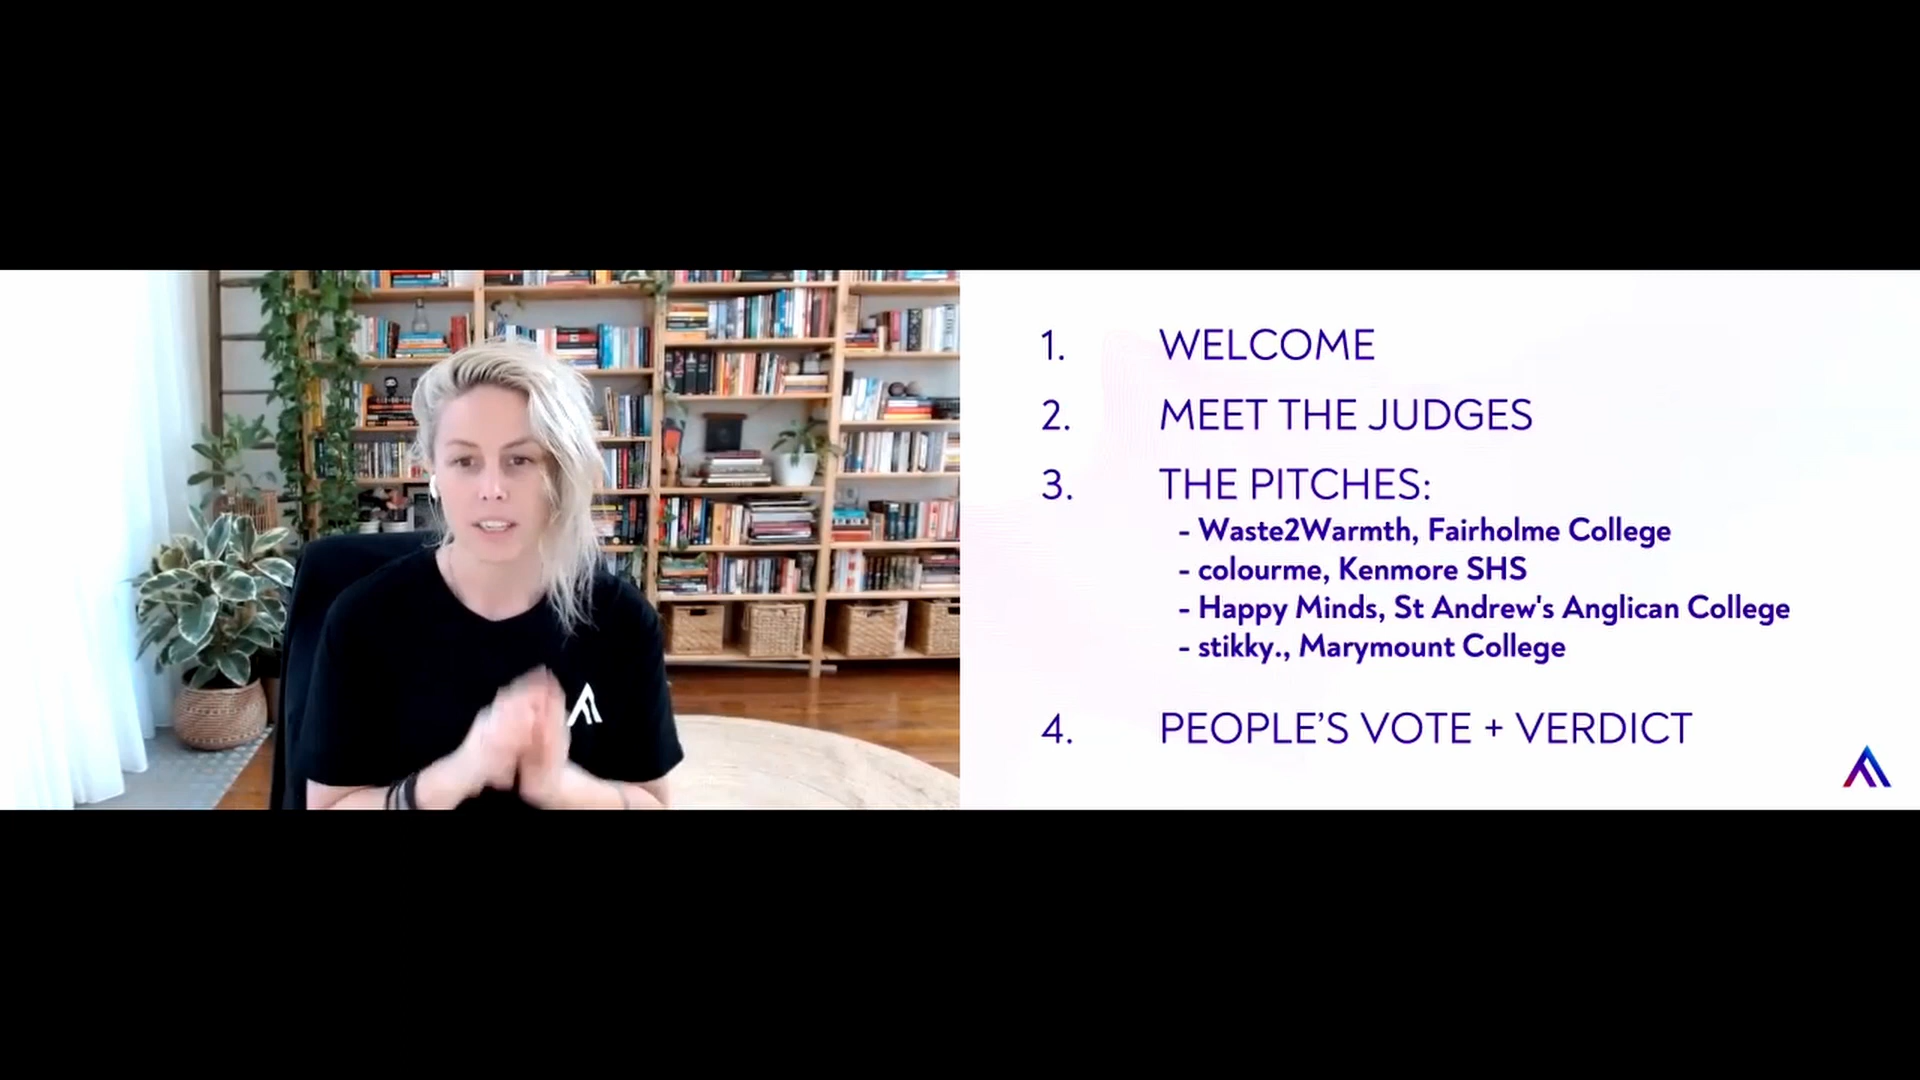 1. WELCOME
2. MEET THE JUDGES
3. THE PITCHES:
- Waste2Warmth, Fairholme College
- colourme, Kenmore SHS
- Happy Minds, St Andrew's Anglican College
- stikky., Marymount College
4. PEOPLE’S VOTE + VERDICT